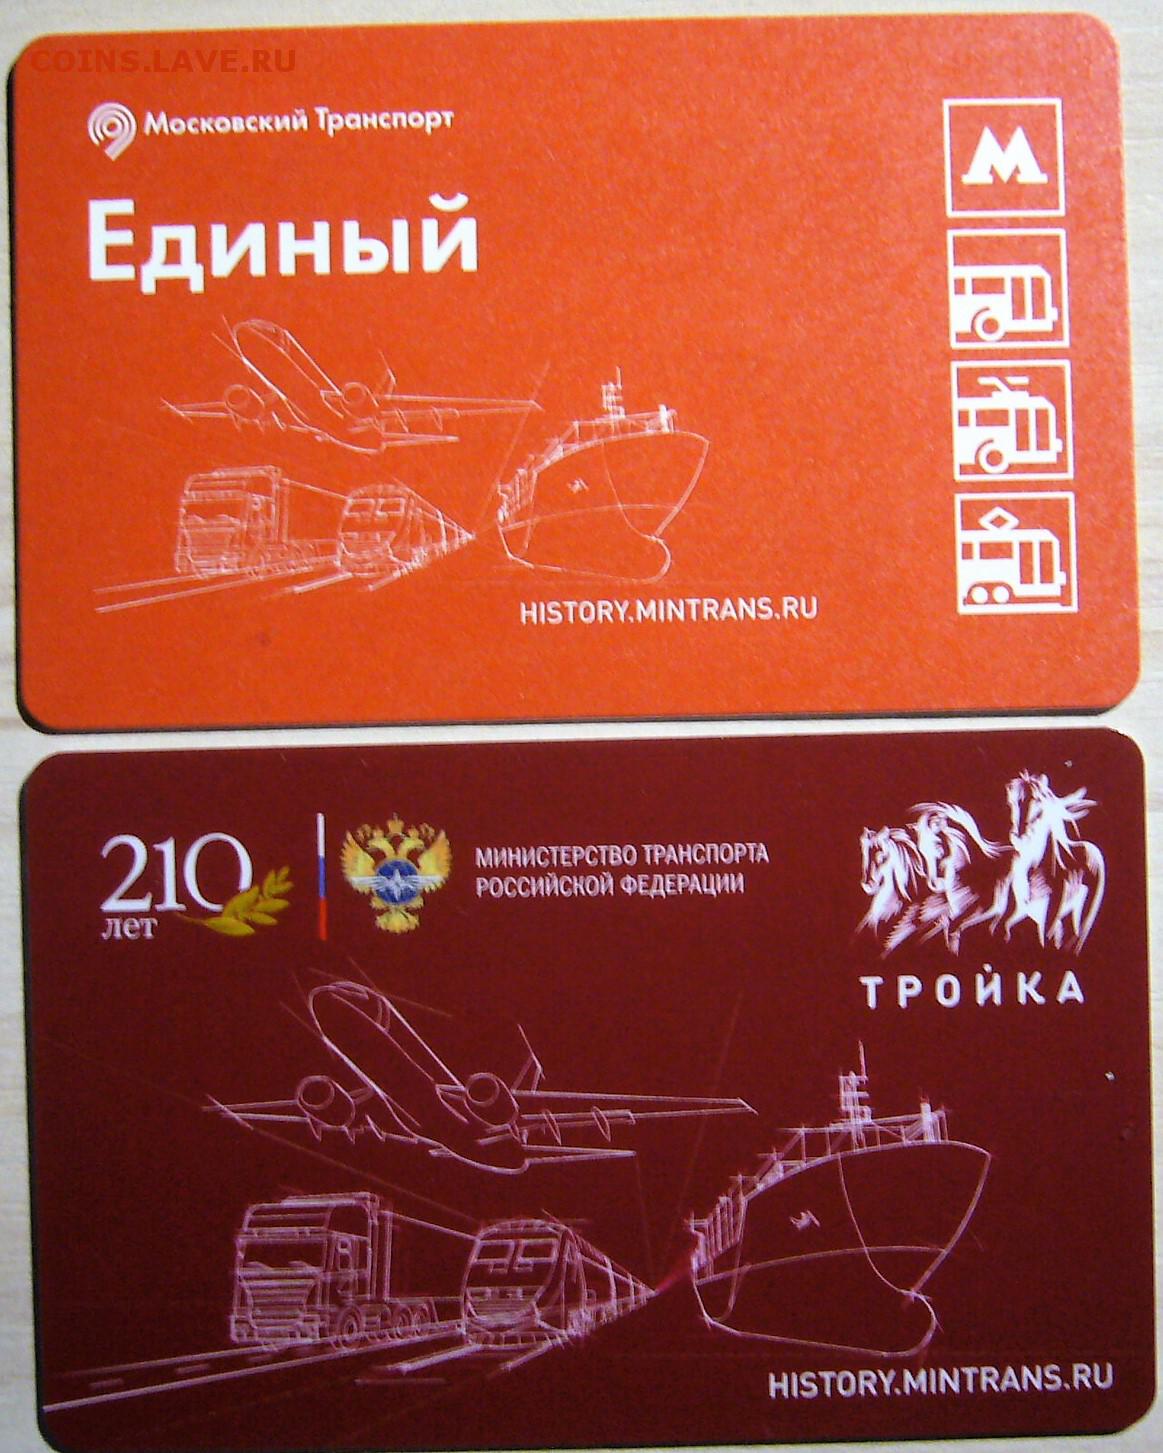 COINS.LAVE.RU
Московский Транспорт
Единый
М
HISTORY.MINTRANS.RU
210
лет
МИНИСТЕРСТВО ТРАНСПОРТА
РОССИЙСКОЙ ФЕДЕРАЦИИ
ТРОЙКА
HISTORY.MINTRANS.RU